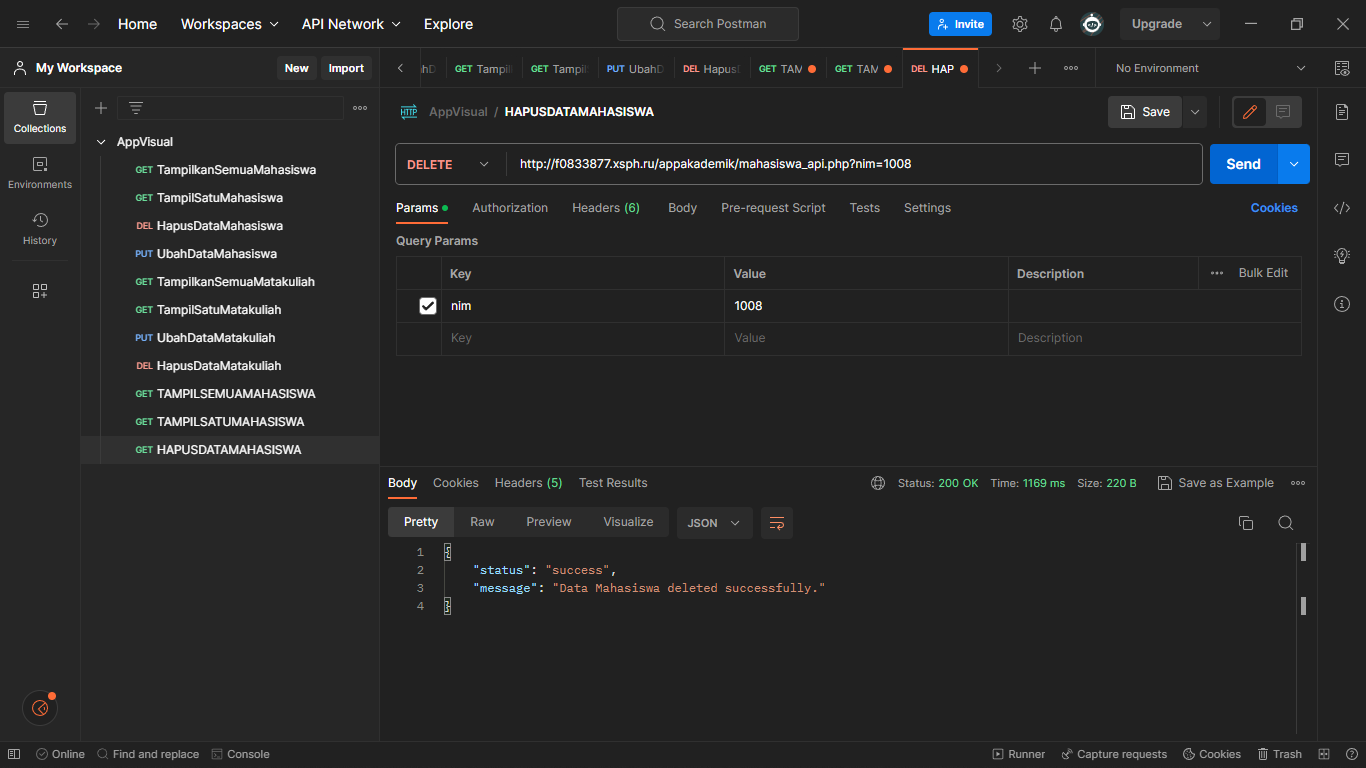 Home Workspaces API Network Explore Search Postman Invite Upgrade
My Workspace New Import
GET Tampil GET Tampil PUT UbahD DEL Hapus GET TAM GET TAM DEL HAP No Environment
Collections
Environments
History
AppVisual
GET TampilkanSemuaMahasiswa
GET TampilSatuMahasiswa
DEL HapusDataMahasiswa
PUT UbahDataMahasiswa
GET TampilkanSemuaMatakuliah
GET TampilSatuMatakuliah
PUT UbahDataMatakuliah
DEL HapusDataMatakuliah
GET TAMPILSEMUAMAHASISWA
GET TAMPILSATUMAHASISWA
GET HAPUSDATAMAHASISWA
HTTP AppVisual / HAPUSDATAMAHASISWA Save
DELETE http://f0833877.xsph.ru/appakademik/mahasiswa_api.php?nim=1008 Send
Params Authorization Headers (6) Body Pre-request Script Tests Settings Cookies
Query Params
Key Value Description Bulk Edit
nim 1008
Key Value Description
Body Cookies Headers (5) Test Results Status: 200 OK Time: 1169 ms Size: 220 B Save as Example
Pretty Raw Preview Visualize JSON
1 {
2 "status": "success",
3 "message": "Data Mahasiswa deleted successfully."
4 }
Online Find and replace Console Runner Capture requests Cookies Trash